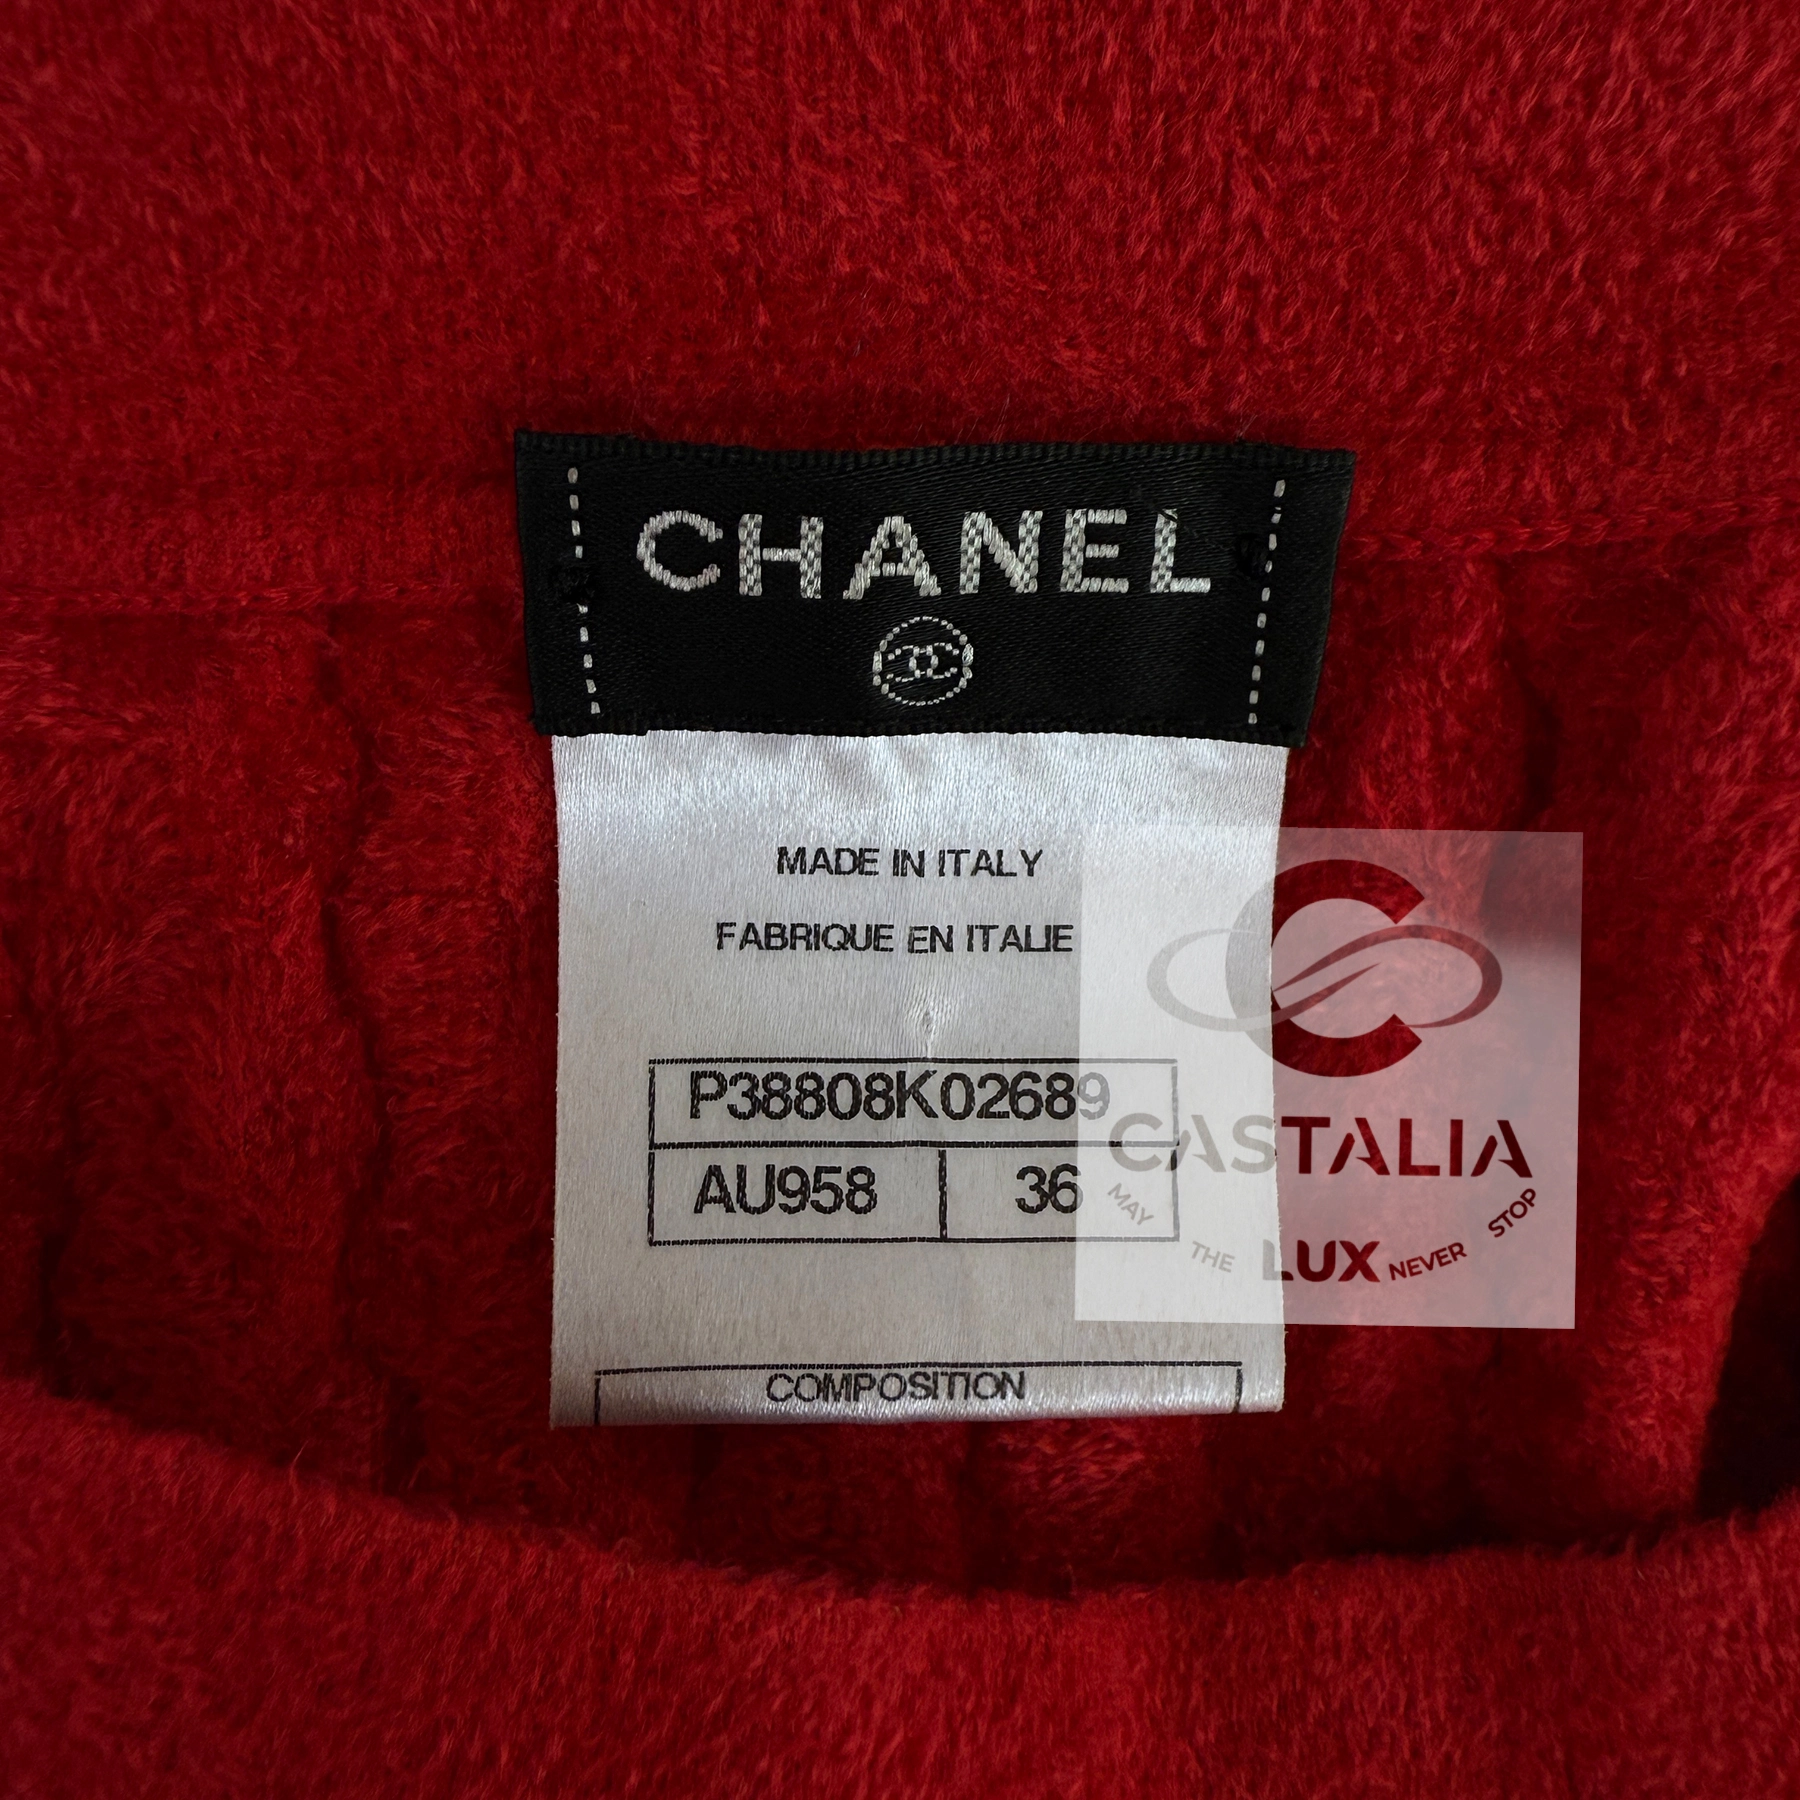 CHANEL
MADE IN ITALY
FABRIQUE EN ITALIE
P38808K02689
AU958 36
COMPOSITION
CASTALIA
MAY THE LUX NEVER STOP